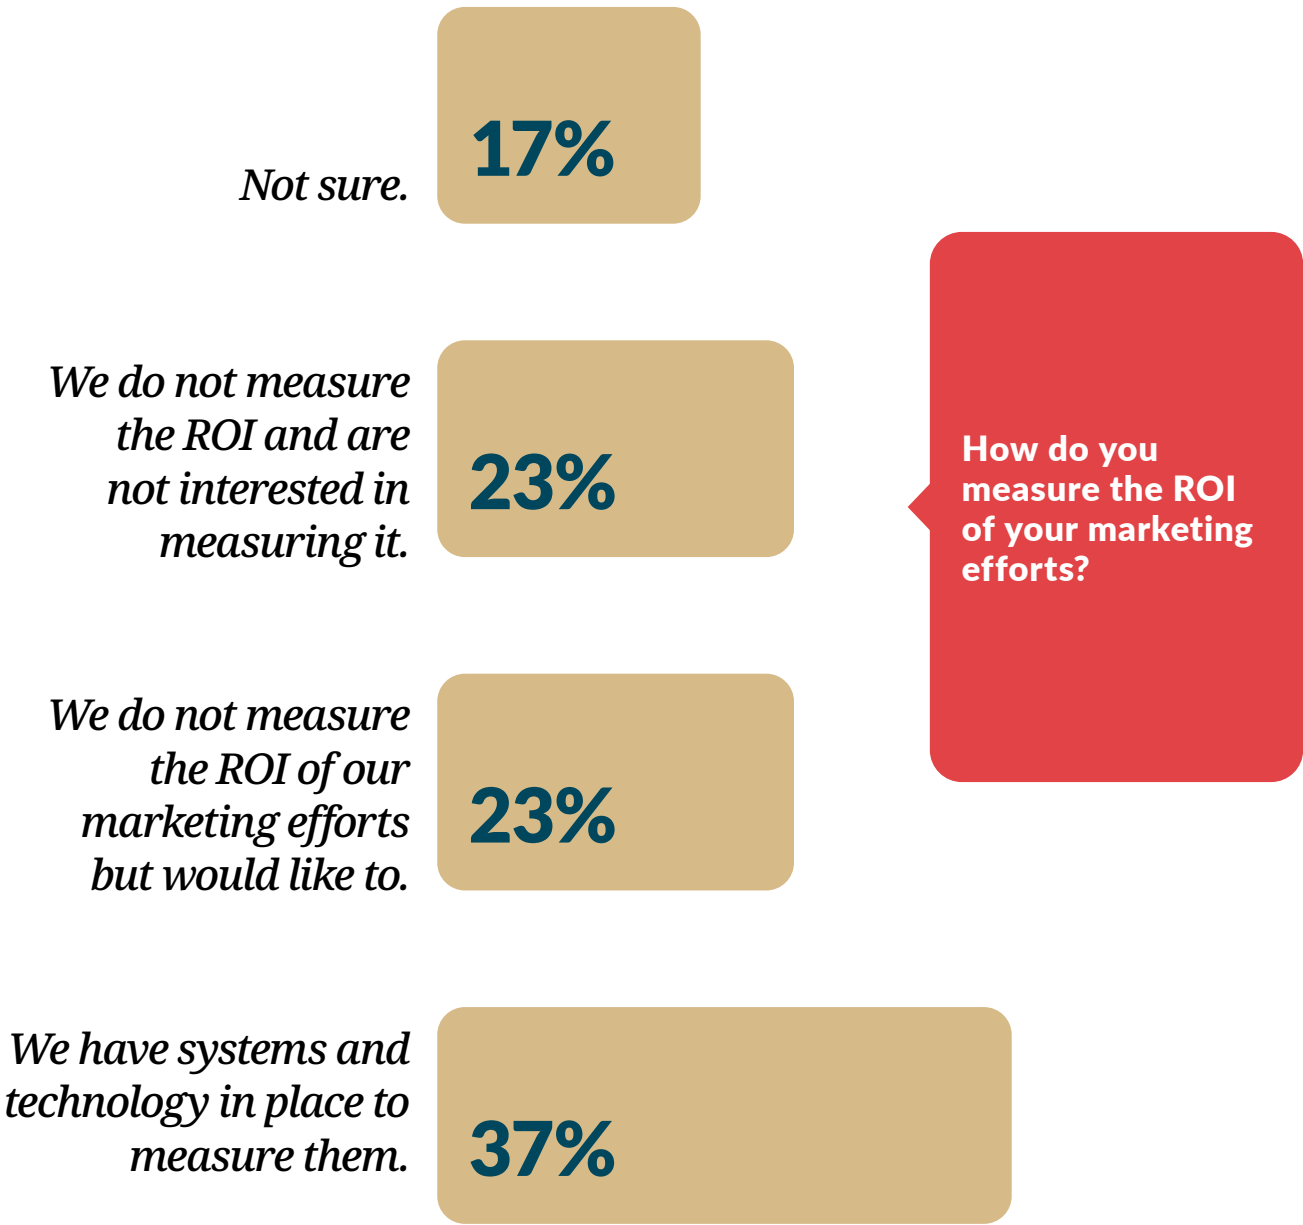 Not sure.
17%
We do not measure
the ROI and are
not interested in
measuring it.
23%
How do you
measure the ROI
of your marketing
efforts?
We do not measure
the ROI of our
marketing efforts
but would like to.
23%
We have systems and
technology in place to
measure them.
37%